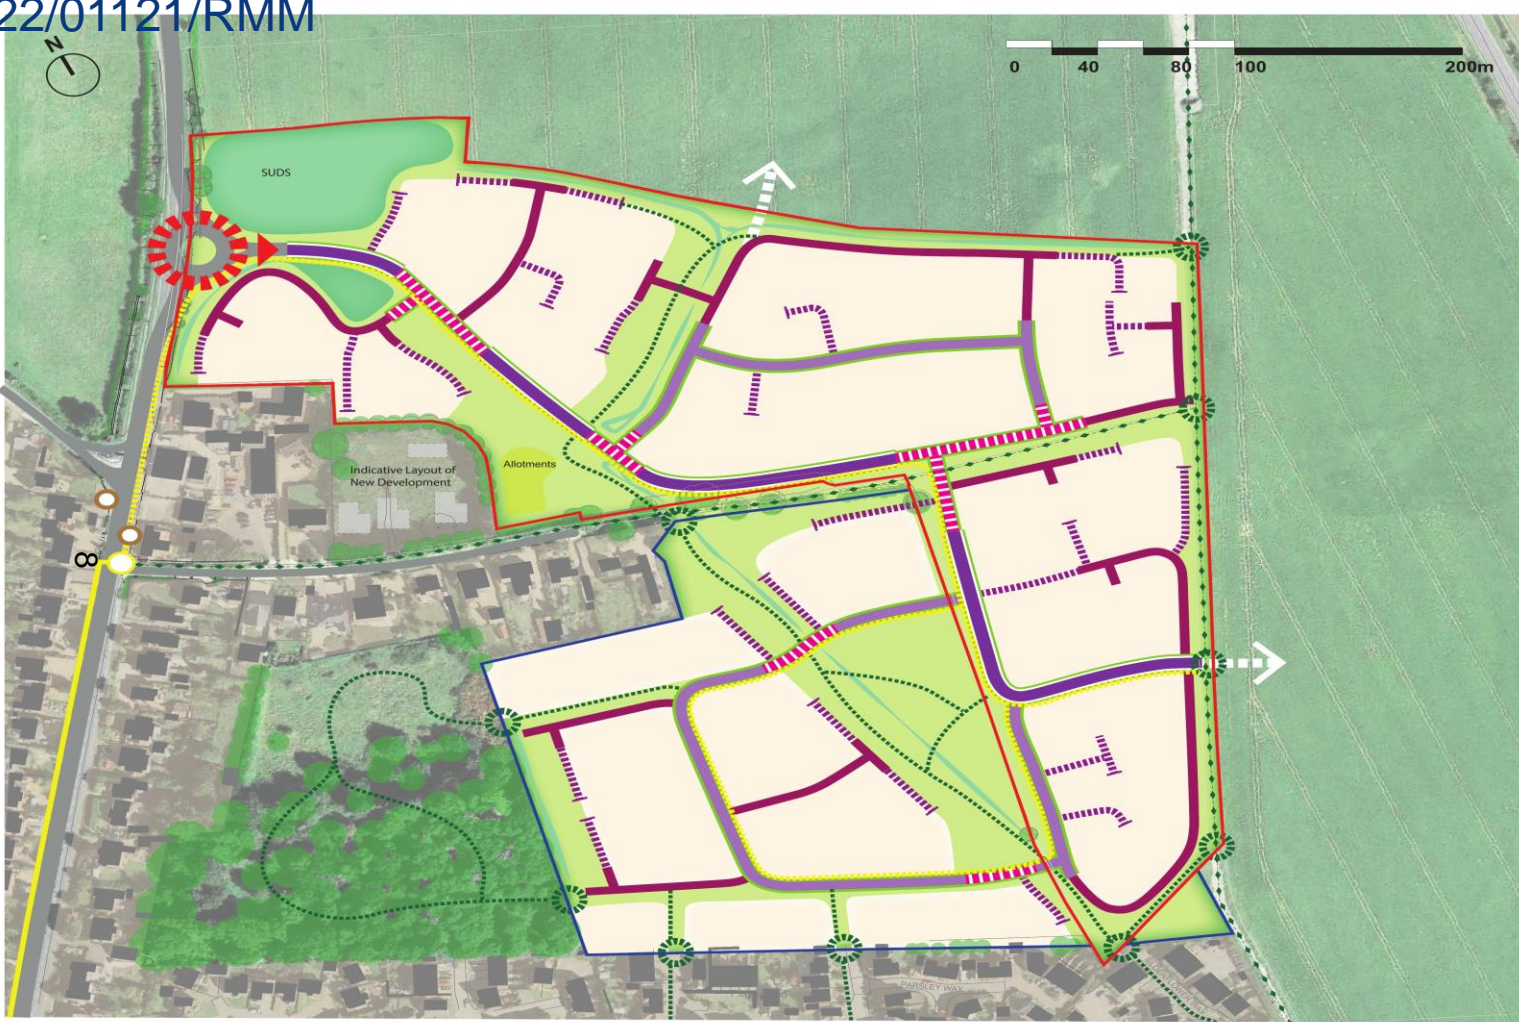 22/01121/RMM
N
0 40 80 100 200m
SUDS
Allotments
Indicative Layout of
New Development
8
PARSLEY WAY